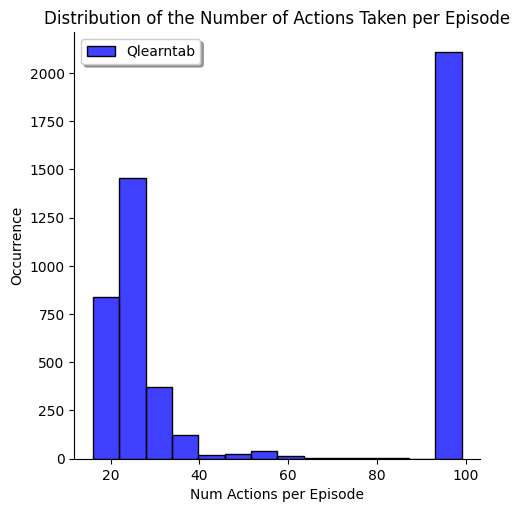 Distribution of the Number of Actions Taken per Episode
Qlearntab
2000
1750
1500
1250
1000
750
500
250
0
Occurrence
20 40 60 80 100
Num Actions per Episode